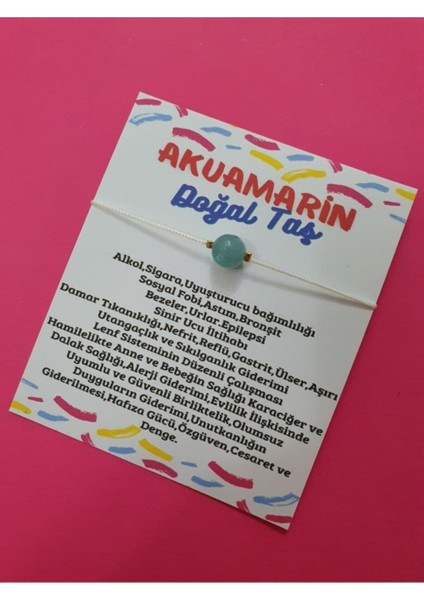 AKUAMARİN
Doğal Taş
Alkol,Sigara,Uyuşturucu bağımlılığı
Sosyal Fobi,Astım,Bronşit
Bezeler,Urlar.Epilepsi
Sinir Ucu İltihabı
Damar Tıkanıklığı,Nefrit,Reflü,Gastrit,Ülser,Aşırı
Utangaçlık ve Sıkılganlık Giderimi
Lenf Sisteminin Düzenli Çalışması
Hamilelikte Anne ve Bebeğin Sağlığı Karaciğer ve
Dalak Sağlığı,Alerji Giderimi,Evlilik İlişkisinde
Uyumlu ve Güvenli Birliktelik,Olumsuz
Duyguların Giderimi,Unutkanlığın
Giderilmesi,Hafıza Gücü,Özgüven,Cesaret ve
Denge.